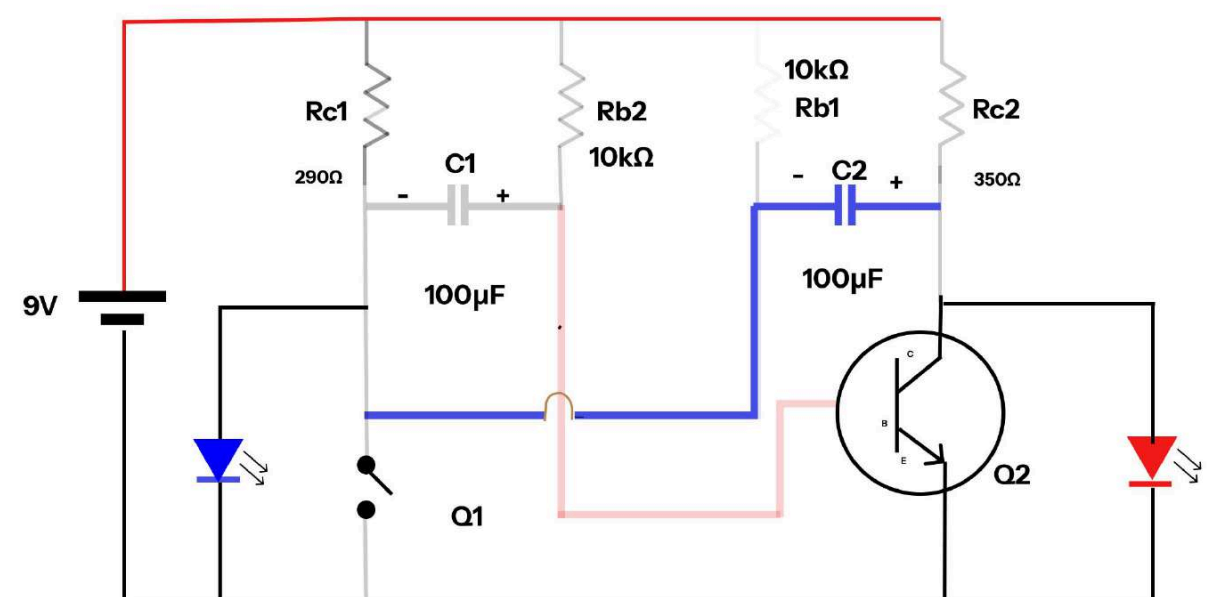 10kΩ
Rc1
Rb2
Rb1
Rc2
10kΩ
C1
C2
290Ω
350Ω
-
+
-
+
9V
100µF
100µF
C
B
E
Q1
Q2